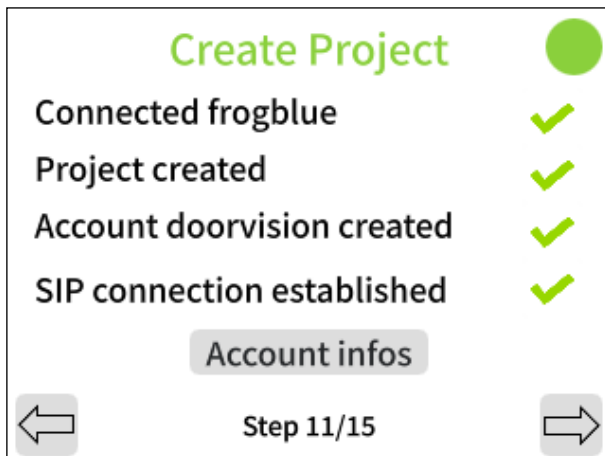 Create Project
Connected frogblue
Project created
Account doorvision created
SIP connection established
Account infos
Step 11/15